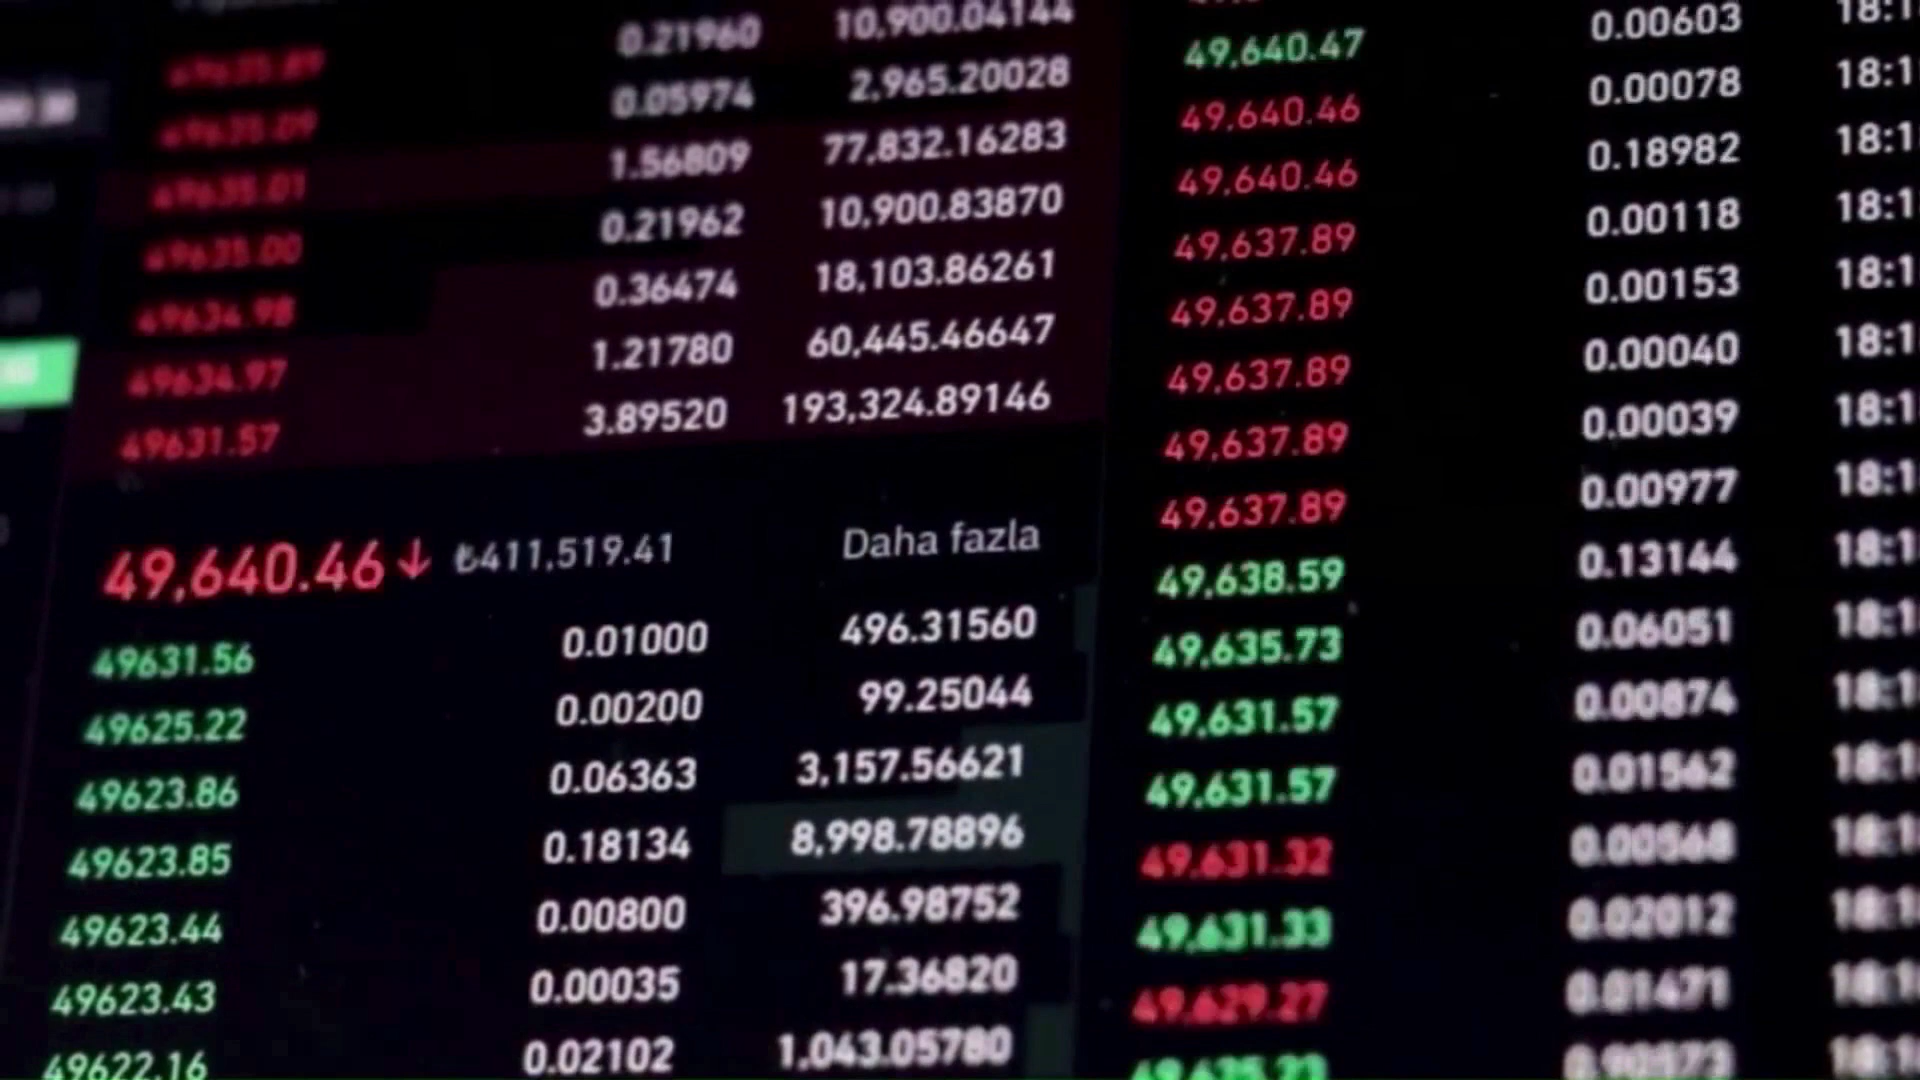 49635.89 0.21960 10,900.04144
49635.09 0.05974 2,965.20028
49635.01 1.56809 77,832.16283
49635.00 0.21962 10,900.83870
49634.98 0.36474 18,103.86261
49634.97 1.21780 60,445.46647
49631.57 3.89520 193,324.89146
49,640.46↓ ₺411,519.41 Daha fazla
49631.56 0.01000 496.31560
49625.22 0.00200 99.25044
49623.86 0.06363 3,157.56621
49623.85 0.18134 8,998.78896
49623.44 0.00800 396.98752
49623.43 0.00035 17.36820
49622.16 0.02102 1,043.05780
49,640.47 0.00603 18:1
49,640.46 0.00078 18:1
49,640.46 0.18982 18:1
49,637.89 0.00118 18:1
49,637.89 0.00153 18:1
49,637.89 0.00040 18:1
49,637.89 0.00039 18:1
49,637.89 0.00977 18:1
49,638.59 0.13144 18:1
49,635.73 0.06051 18:1
49,631.57 0.00874 18:1
49,631.57 0.01562 18:1
49,631.32 0.00568 18:1
49,631.33 0.02012 18:1
49,629.27 0.01471 18:1